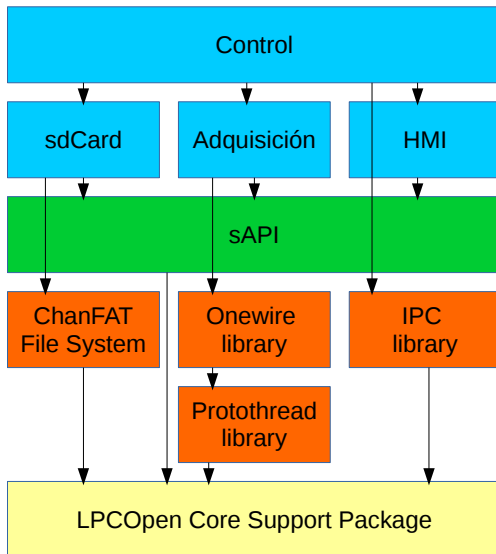 Control
sdCard
Adquisición
HMI
sAPI
ChanFAT
File System
Onewire
library
IPC
library
Protothread
library
LPCOpen Core Support Package